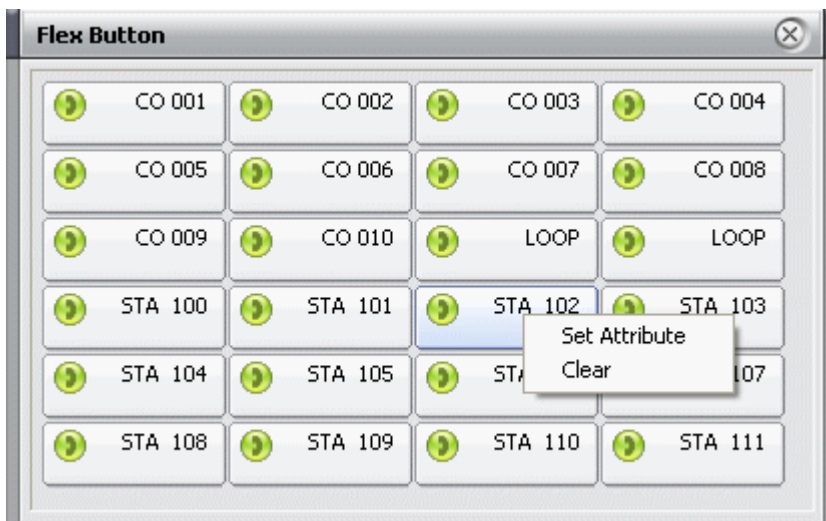 Flex Button
CO 001 CO 002 CO 003 CO 004
CO 005 CO 006 CO 007 CO 008
CO 009 CO 010 LOOP LOOP
STA 100 STA 101 STA 102 STA 103
Set Attribute
Clear
STA 104 STA 105 107
STA 108 STA 109 STA 110 STA 111